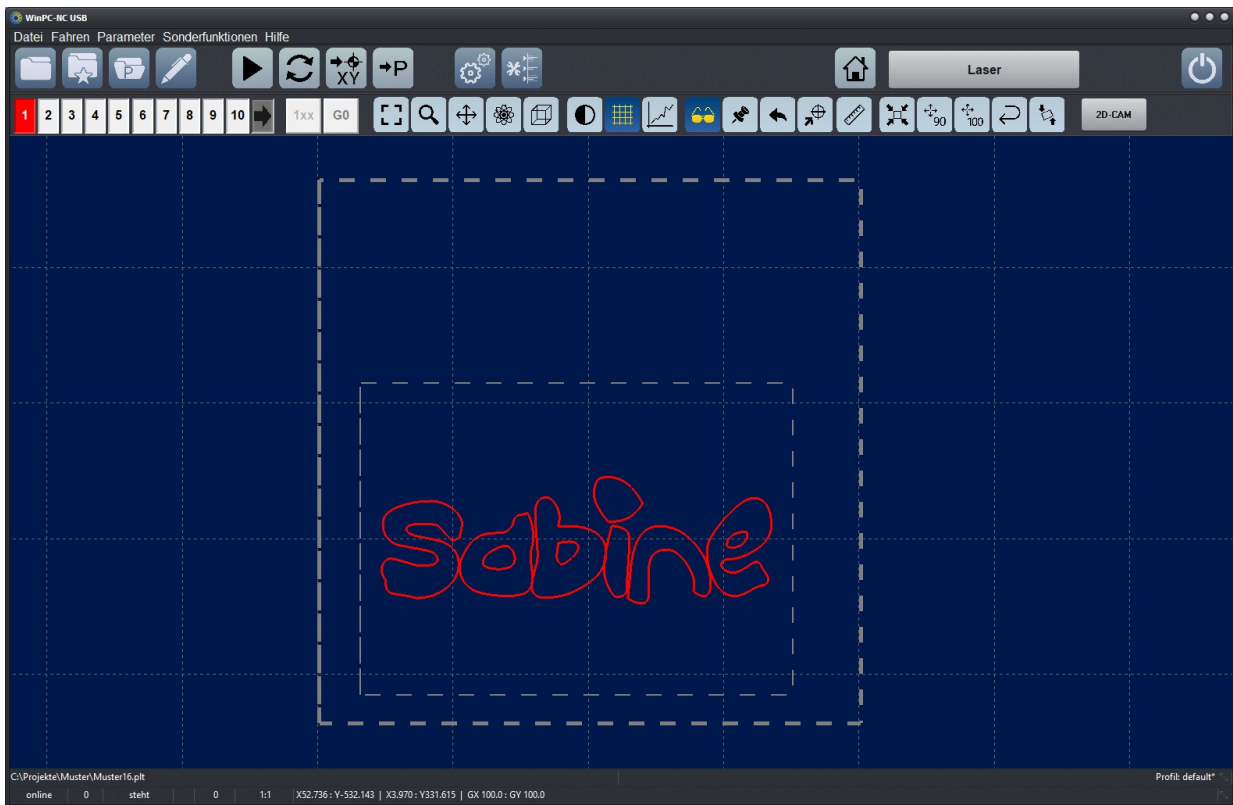 WinPC-NC USB
Datei Fahren Parameter Sonderfunktionen Hilfe
P XY P Laser
1 2 3 4 5 6 7 8 9 10 1xx G0 90 100 2D-CAM
Sabine
C:\Projekte\Muster\Muster16.plt Profil: default*
online 0 steht 0 1:1 X52.736 : Y-532.143 | X3.970 : Y331.615 | GX 100.0 : GY 100.0